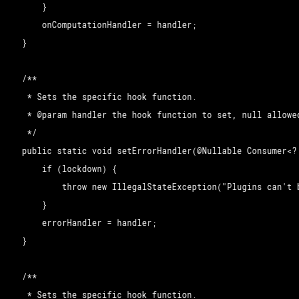 }
onComputationHandler = handler;
}
/**
* Sets the specific hook function.
* @param handler the hook function to set, null allowed
*/
public static void setErrorHandler(@Nullable Consumer<?
if (lockdown) {
throw new IllegalStateException("Plugins can't
}
errorHandler = handler;
}
/**
* Sets the specific hook function.